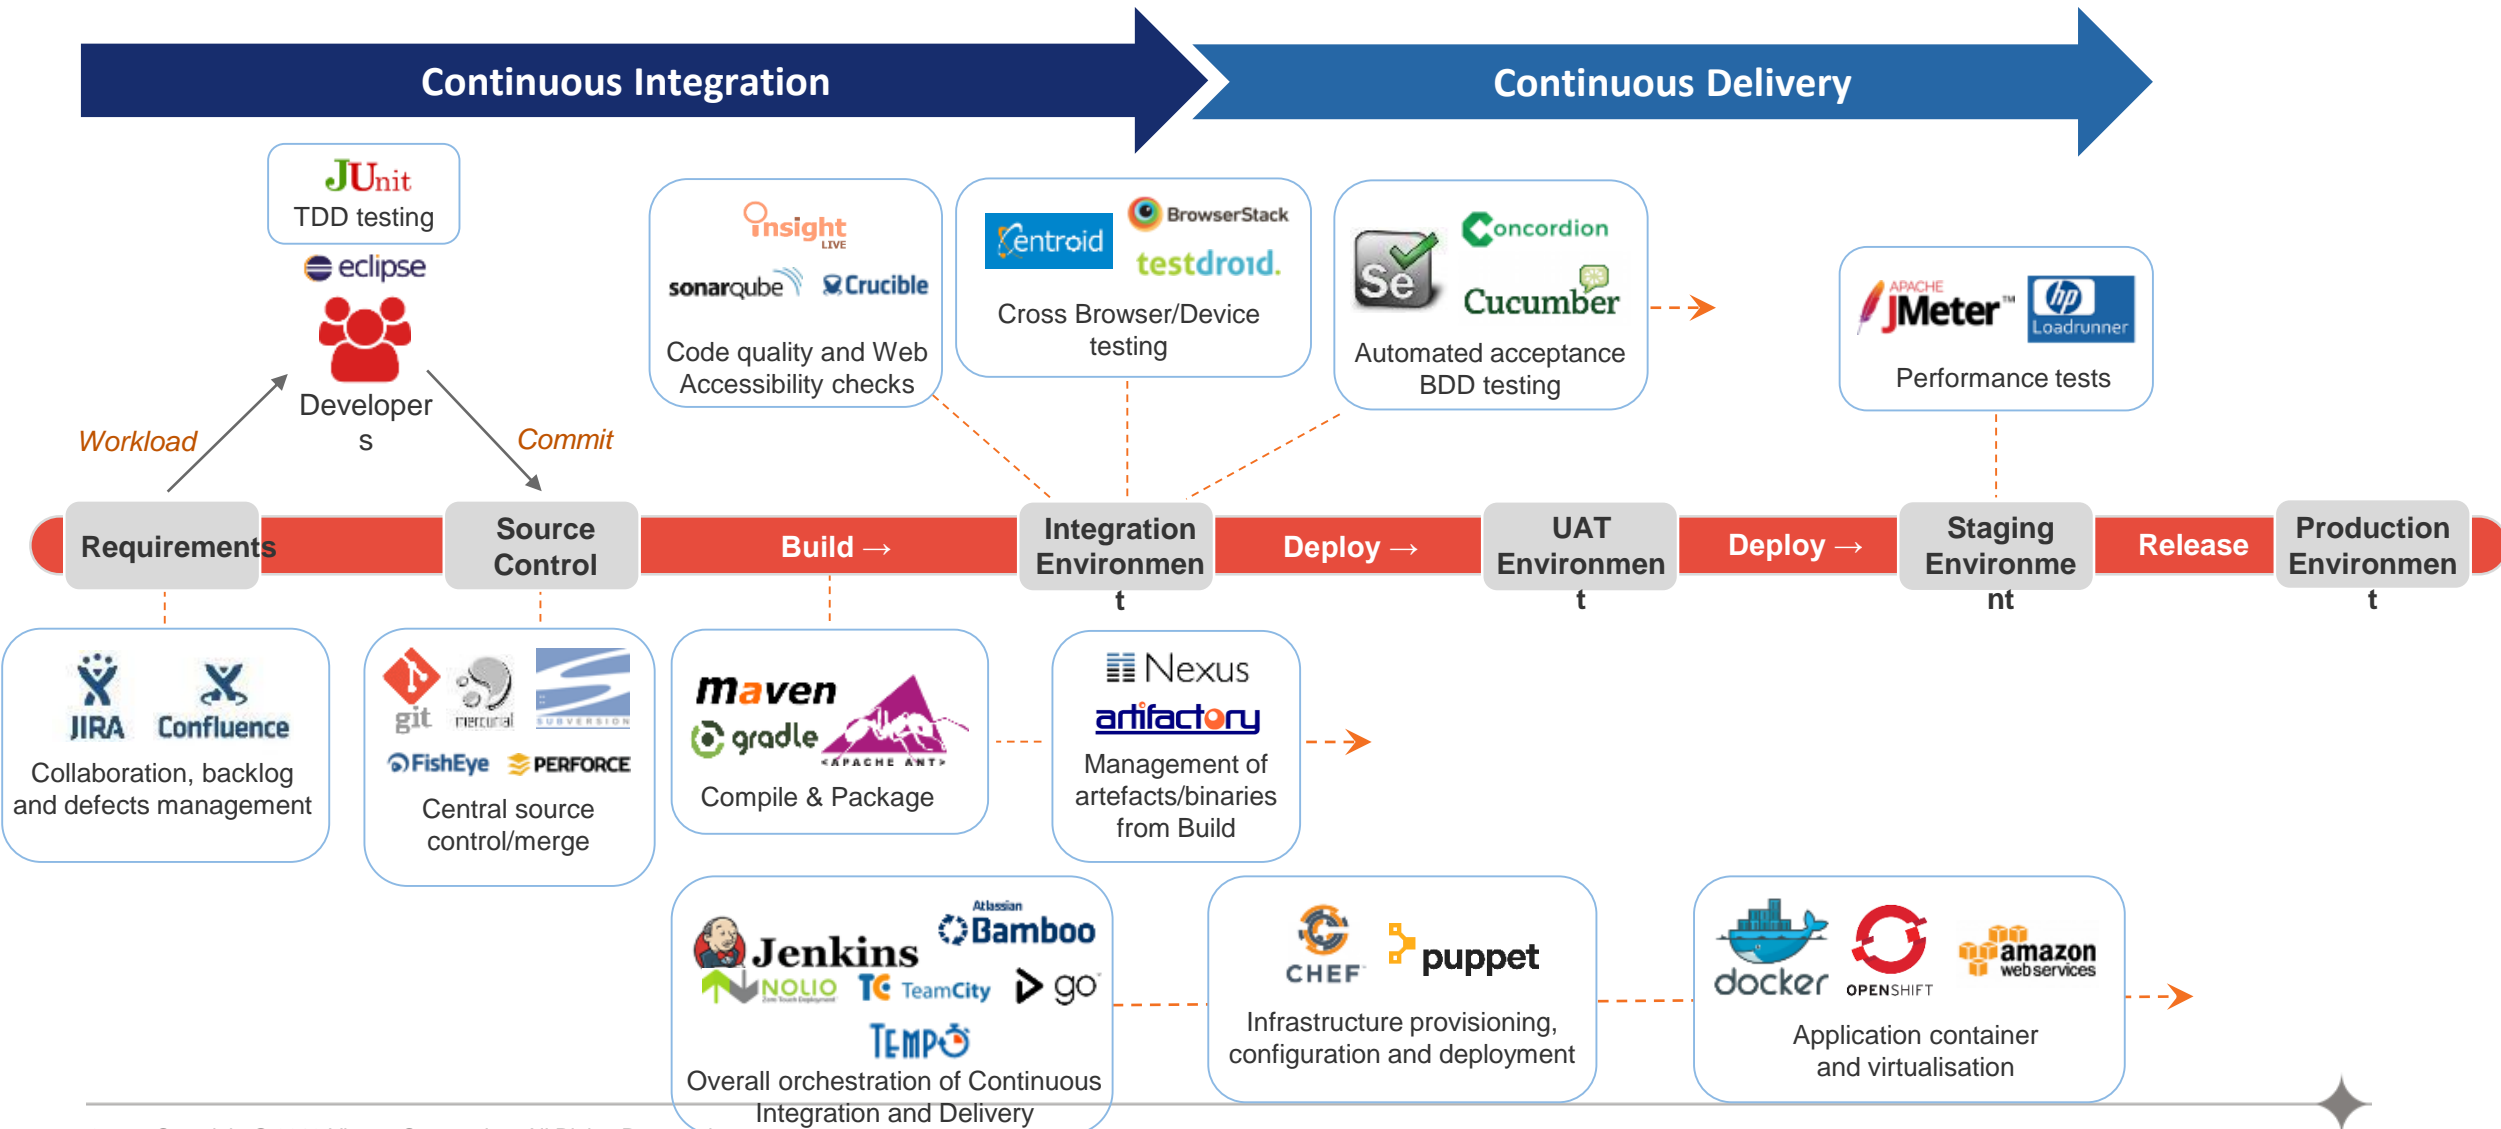 Continuous Integration
Continuous Delivery
JUnit
TDD testing
eclipse
Developer
s
Workload
Commit
insight
LIVE
sonarqube
Crucible
Code quality and Web
Accessibility checks
Centroid
BrowserStack
testdroid.
Cross Browser/Device
testing
Se
Concordion
Cucumber
Automated acceptance
BDD testing
APACHE
JMeter™
hp
Loadrunner
Performance tests
Requirements
Source
Control
Build →
Integration
Environmen
t
Deploy →
UAT
Environmen
t
Deploy →
Staging
Environme
nt
Release
Production
Environmen
t
JIRA
Confluence
Collaboration, backlog
and defects management
git
mercurial
SUBVERSION
FishEye
PERFORCE
Central source
control/merge
maven
gradle
<APACHE ANT>
Compile & Package
Nexus
artifactory
Management of
artefacts/binaries
from Build
Jenkins
Atlassian
Bamboo
NOLIO
Zero Touch Deployment
TC TeamCity
go
TEMPO
Overall orchestration of Continuous
Integration and Delivery
CHEF
puppet
Infrastructure provisioning,
configuration and deployment
docker
OPENSHIFT
amazon
webservices
Application container
and virtualisation